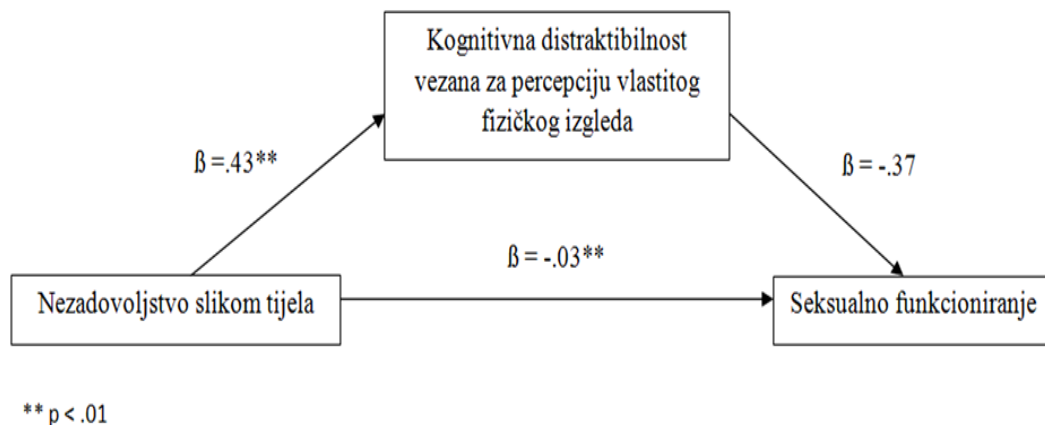 Kognitivna distraktibilnost
vezana za percepciju vlastitog
fizičkog izgleda
ß =.43**
ß = -.37
ß = -.03**
Nezadovoljstvo slikom tijela
Seksualno funkcioniranje
** p < .01